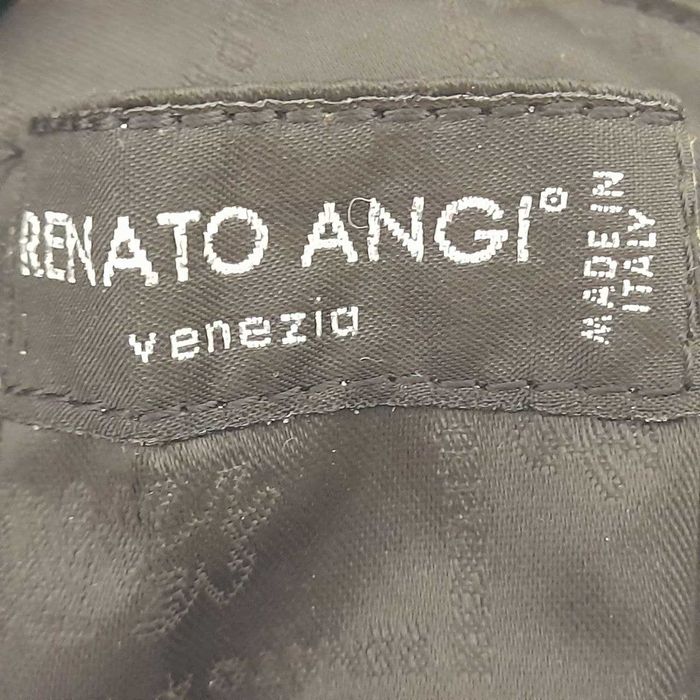 RENATO ANGI®
venezia
MADE IN
ITALY